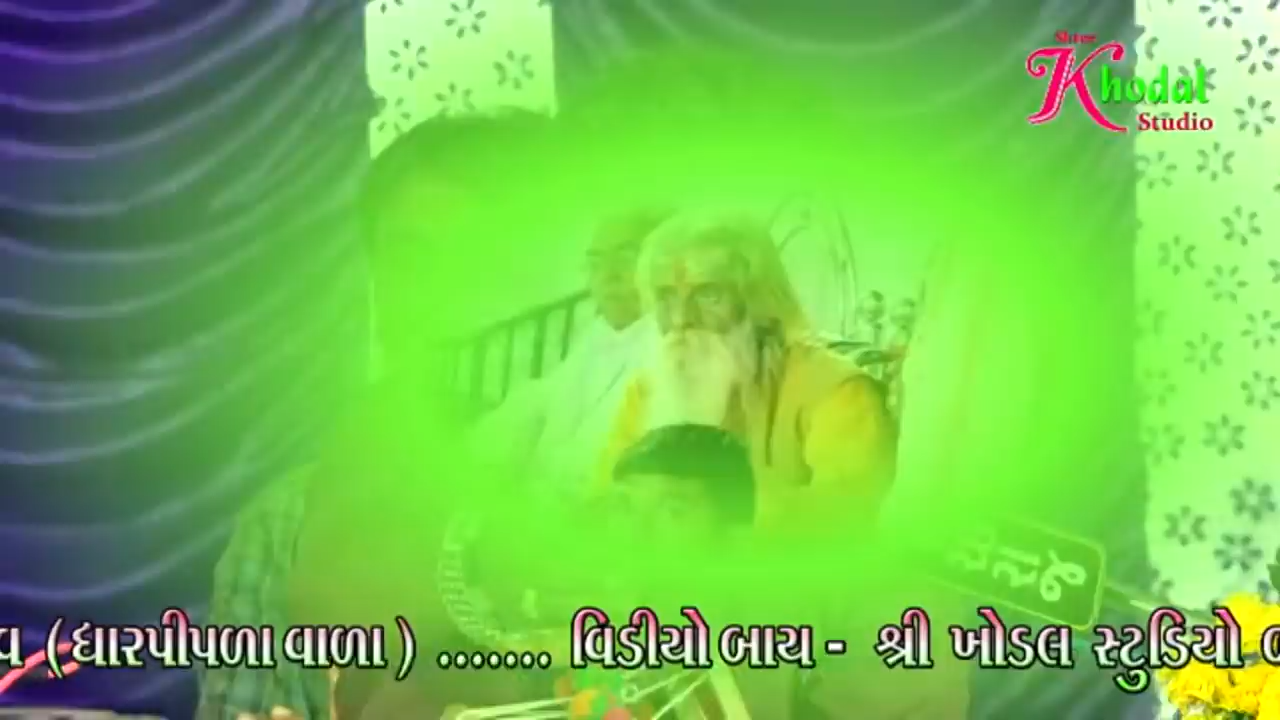 Shree
Khodal
Studio
(ધારપીપળા વાળા) ....... વિડીયો બાય - શ્રી ખોડલ સ્ટુડિયો